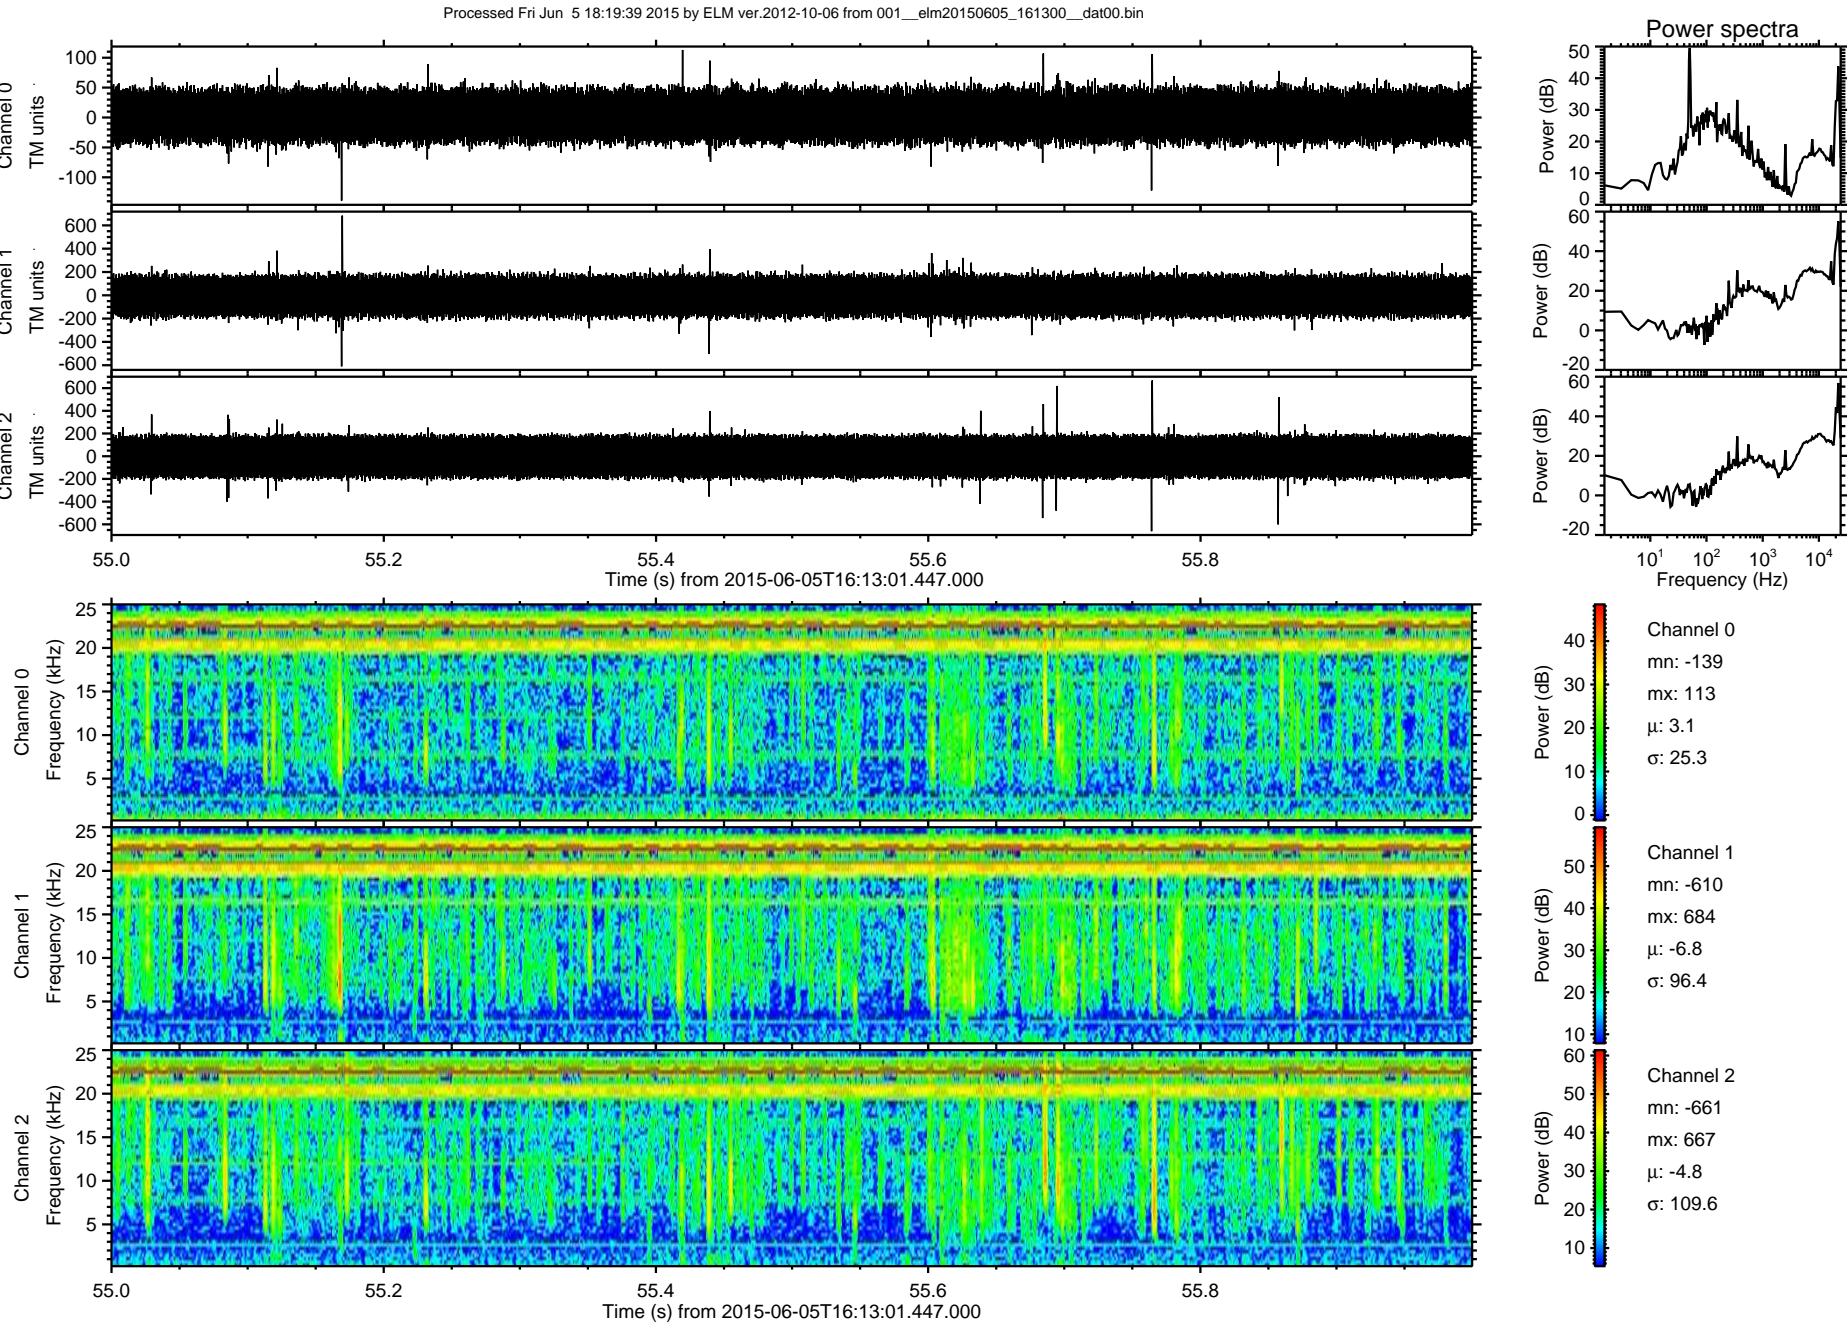 Processed Fri Jun 5 18:19:39 2015 by ELM ver.2012-10-06 from 001__elm20150605_161300__dat00.bin
Power spectra
Channel 0
TM units
100
50
0
-50
-100
Power (dB)
50
40
30
20
10
0
Channel 1
TM units
600
400
200
0
-200
-400
-600
Power (dB)
60
40
20
0
-20
Channel 2
TM units
600
400
200
0
-200
-400
-600
Power (dB)
60
40
20
0
-20
55.0 55.2 55.4 55.6 55.8
Time (s) from 2015-06-05T16:13:01.447.000
10^1 10^2 10^3 10^4
Frequency (Hz)
Channel 0
Frequency (kHz)
25
20
15
10
5
Power (dB)
40
30
20
10
0
Channel 0
mn: -139
mx: 113
µ: 3.1
σ: 25.3
Channel 1
Frequency (kHz)
25
20
15
10
5
Power (dB)
50
40
30
20
10
Channel 1
mn: -610
mx: 684
µ: -6.8
σ: 96.4
Channel 2
Frequency (kHz)
25
20
15
10
5
Power (dB)
60
50
40
30
20
10
Channel 2
mn: -661
mx: 667
µ: -4.8
σ: 109.6
55.0 55.2 55.4 55.6 55.8
Time (s) from 2015-06-05T16:13:01.447.000